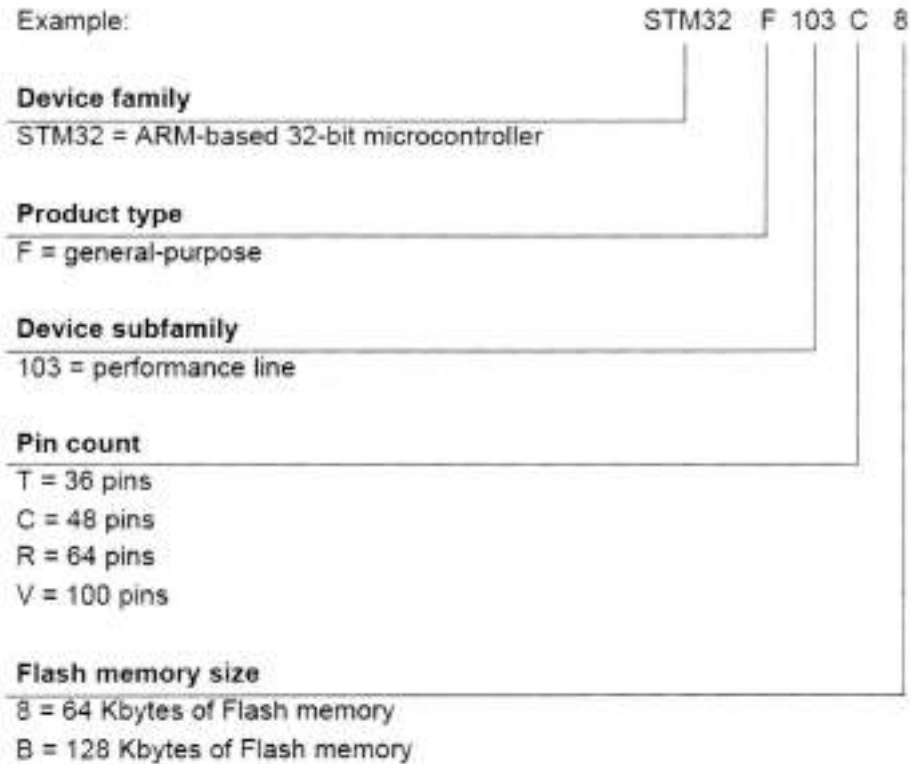 Example: STM32 F 103 C 8
Device family
STM32 = ARM-based 32-bit microcontroller
Product type
F = general-purpose
Device subfamily
103 = performance line
Pin count
T = 36 pins
C = 48 pins
R = 64 pins
V = 100 pins
Flash memory size
8 = 64 Kbytes of Flash memory
B = 128 Kbytes of Flash memory